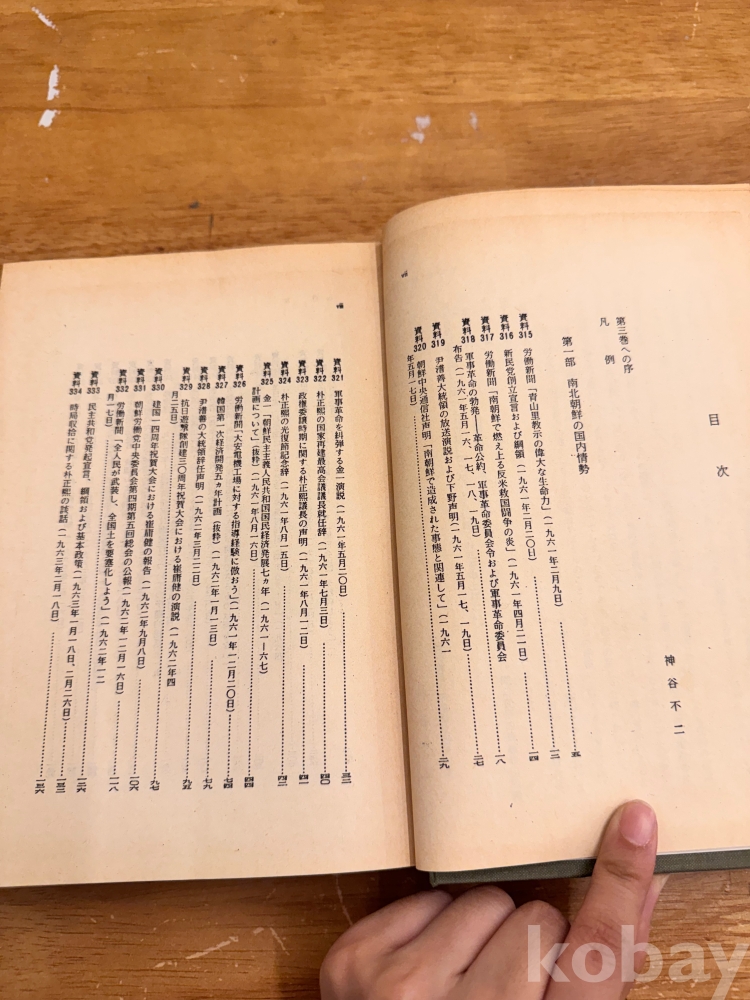 目次
神谷不二
第三巻への序
凡例
第一部 南北朝鮮の国内情勢
資料315 労働新聞「青山里教示の偉大な生命力」(一九六一年二月九日)
資料316 新民党創立宣言および綱領(一九六一年二月二〇日)
資料317 労働新聞「南朝鮮で燃え上る反米救国闘争の炎」(一九六一年四月二一日)
資料318 軍事革命の勃発――革命公約、軍事革命委員会令および軍事革命委員会
布告(一九六一年五月一六、一七、一八、一九日)
資料319 尹潽善大統領の放送演説および下野声明(一九六一年五月一七、一九日)
資料320 朝鮮中央通信社声明「南朝鮮で造成された事態と関連して」(一九六一
年五月一七日)
vii
資料321 軍事革命を糾弾する金一演説(一九六一年五月二〇日)
資料322 朴正熙の国家再建最高会議議長就任辞(一九六一年七月三日)
資料323 政権委譲時期に関する朴正熙議長の声明(一九六一年八月一二日)
資料324 朴正熙の光復節記念辞(一九六一年八月一五日)
資料325 金一「朝鮮民主主義人民共和国国民経済発展七ヵ年(一九六一―六七)
計画について」(抜粋)(一九六一年九月一六日)
資料326 労働新聞「大安電機工場に対する指導経験に倣おう」(一九六一年一二月二〇日)
資料327 韓国第一次経済開発五ヵ年計画(抜粋)(一九六二年一月一三日)
資料328 尹潽善の大統領辞任声明(一九六二年三月二二日)
資料329 抗日遊撃隊創建三〇周年祝賀大会における崔庸健の演説(一九六二年四
月二五日)
資料330 建国一四周年祝賀大会における崔庸健の報告(一九六二年九月八日)
資料331 朝鮮労働党中央委員会第四期第五回総会の公報(一九六二年一二月一六日)
資料332 労働新聞「全人民が武装し、全国土を要塞化しよう」(一九六二年一二
月一七日)
資料333 民主共和党発起宣言、綱領および基本政策(一九六三年一月一八日、二月二六日)
資料334 時局収拾に関する朴正熙の談話(一九六三年二月一八日)
viii
kobay